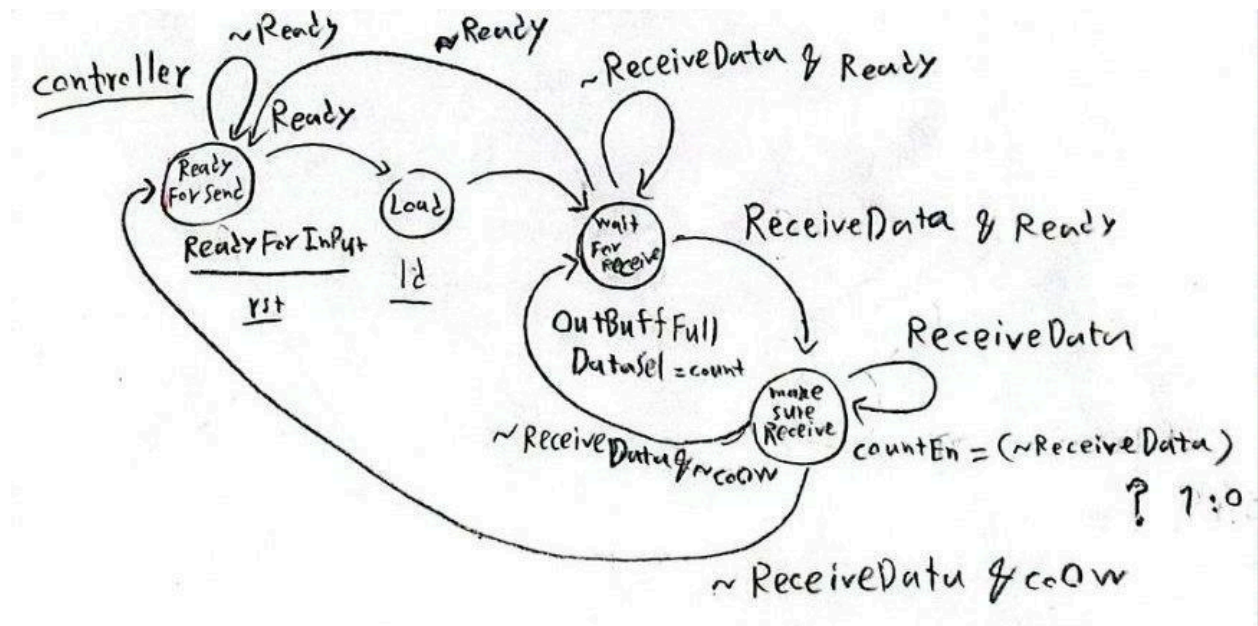 controller
~Ready
~Ready
~ReceiveData & Ready
Ready
Ready
For Send
Load
wait
For
Receive
ReceiveData & Ready
ReadyForInPut
rst
ld
OutBuffFull
DataSel = count
ReceiveData
make
sure
Receive
~ReceiveData & ~coOw
countEn = (~ReceiveData)
? 1:0
~ ReceiveData & coOw